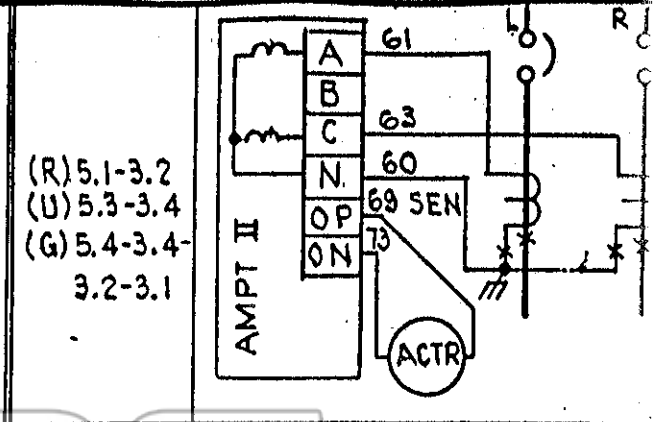 (R) 5.1-3.2
(U) 5.3-3.4
(G) 5.4-3.4-
3.2-3.1
AMPT II
A
B
C
N
OP
ON
61
63
60
69 SEN
73
ACTR
L
R